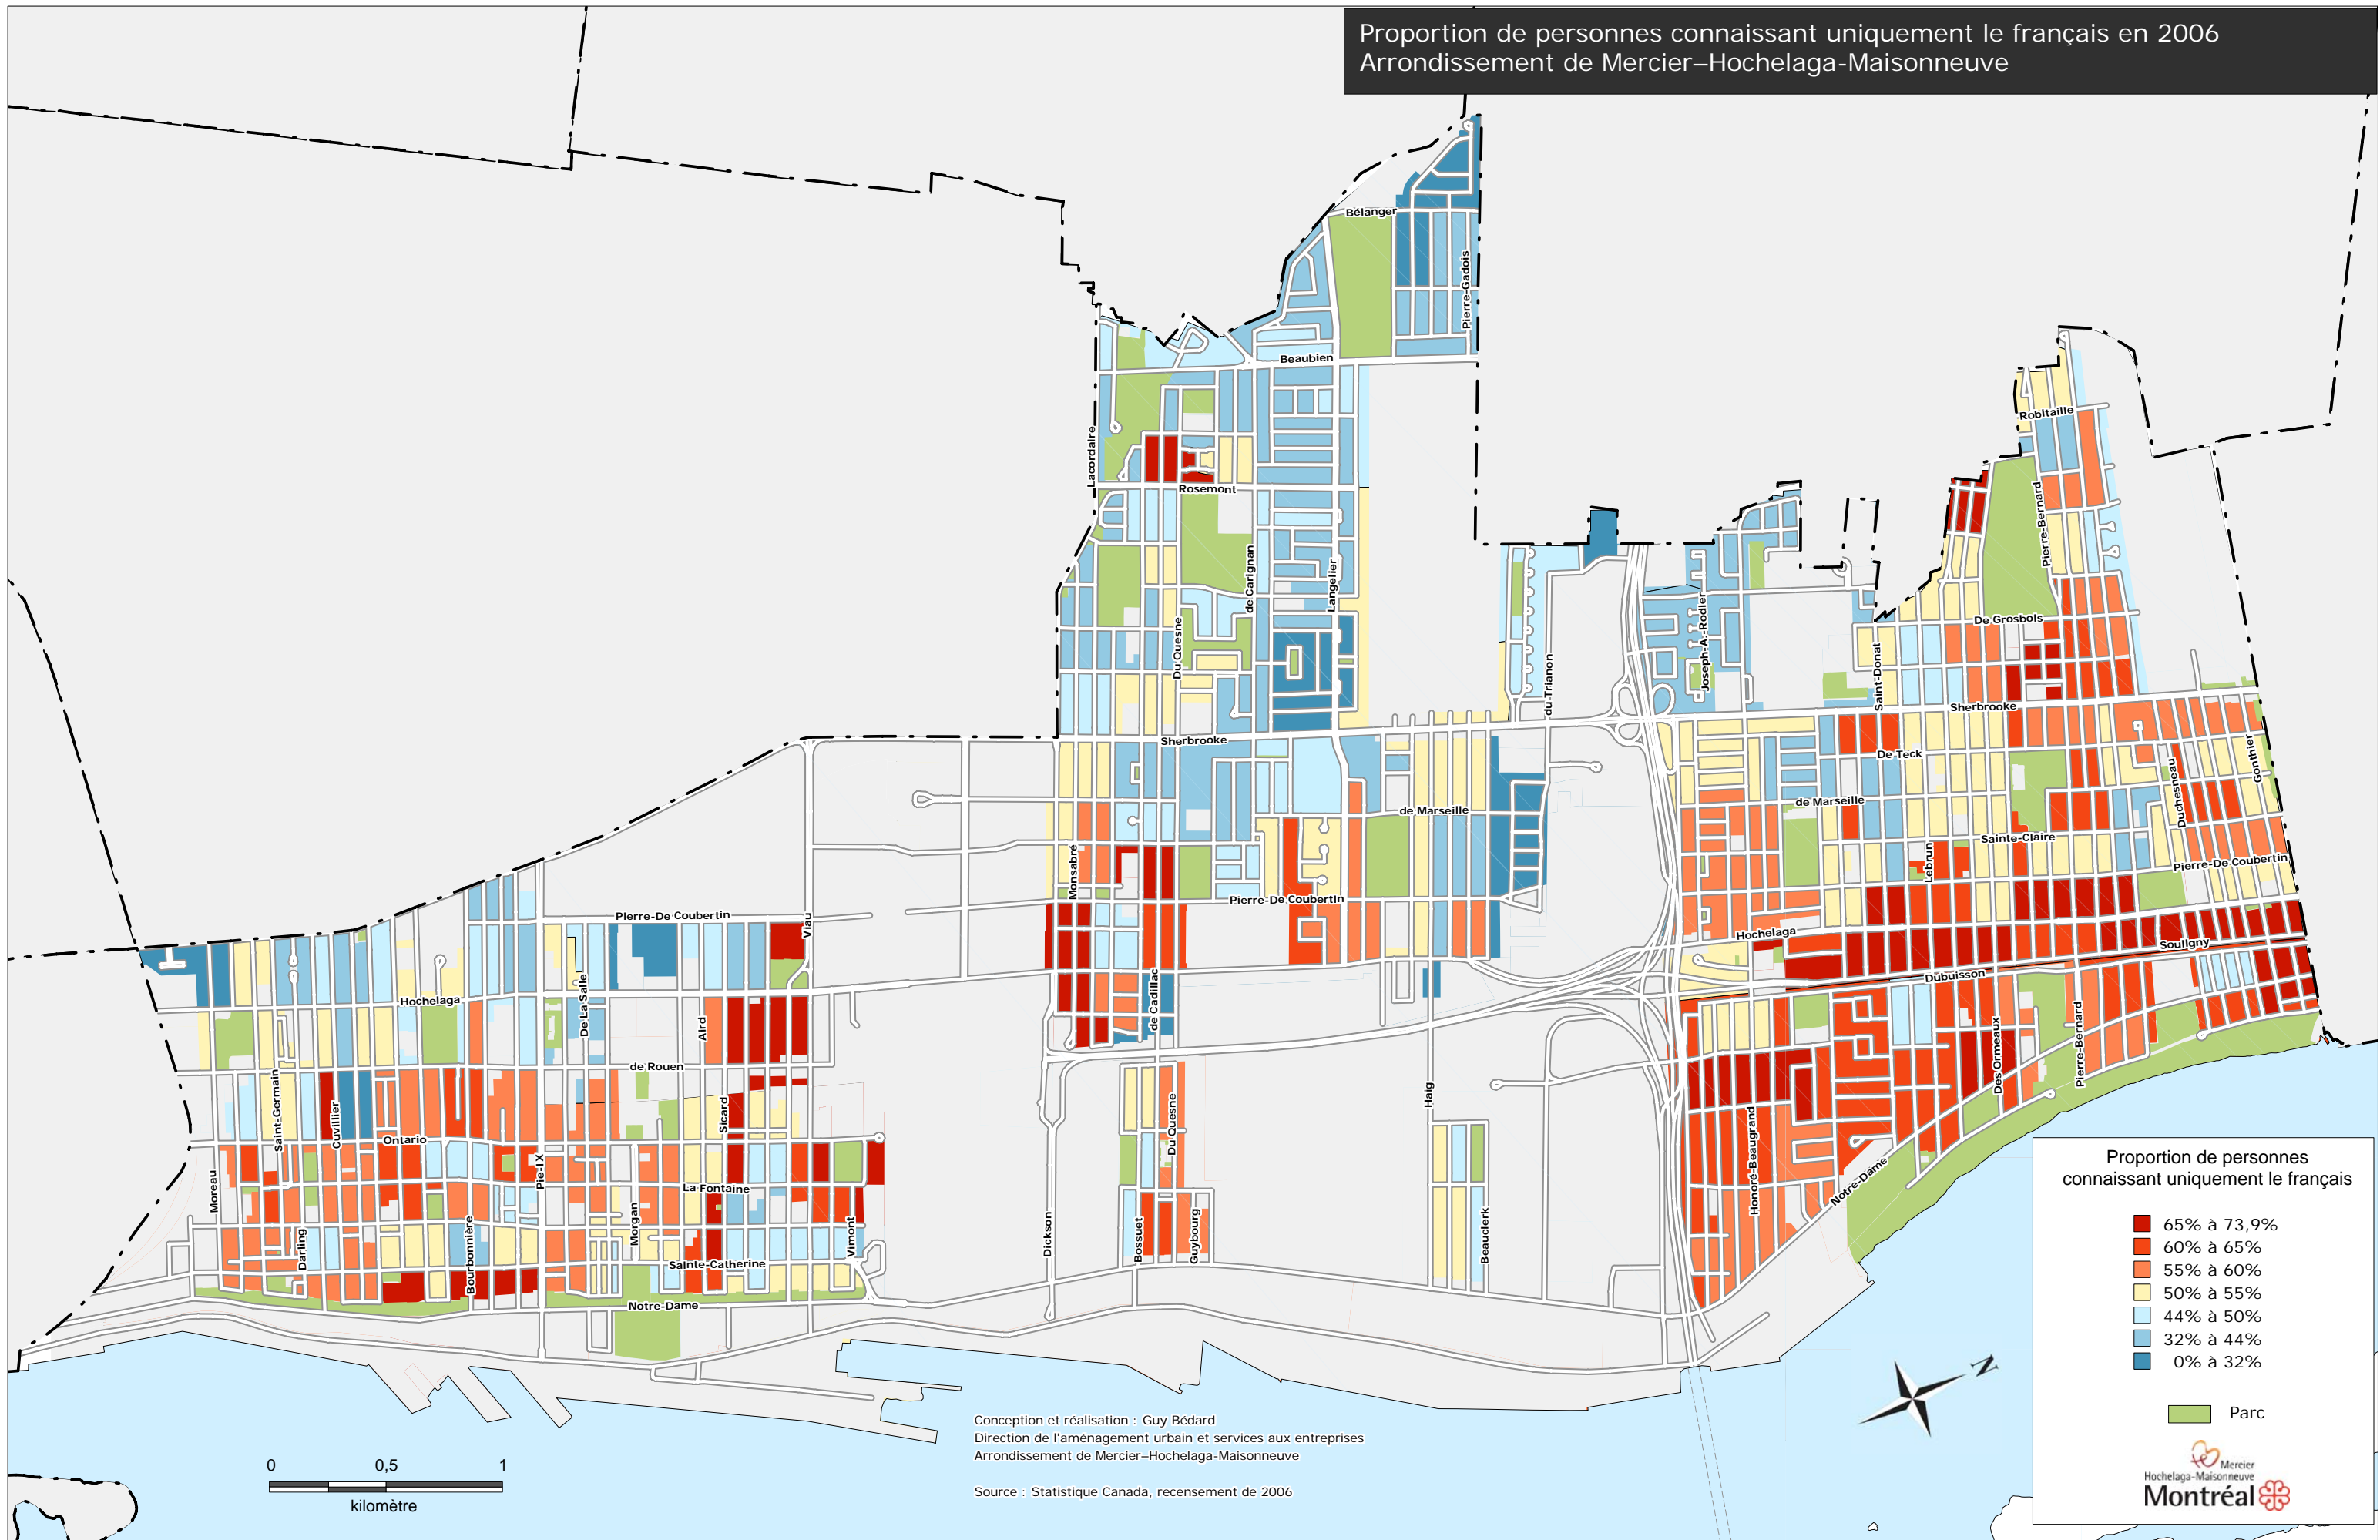 Proportion de personnes connaissant uniquement le français en 2006
Arrondissement de Mercier–Hochelaga-Maisonneuve
Bélanger
Pierre-Gadois
Beaubien
Lacordaire
Rosemont
de Carignan
Langelier
Du Quesne
Sherbrooke
du Trianon
Joseph-A.-Rodier
Robitaille
Pierre-Bernard
De Grosbois
Saint-Donat
Sherbrooke
De Teck
Gonthier
Duchesneau
de Marseille
de Marseille
Sainte-Claire
Lebrun
Pierre-De Coubertin
Monsabré
Pierre-De Coubertin
Pierre-De Coubertin
Viau
Hochelaga
Souligny
Dubuisson
Hochelaga
De La Salle
Aird
de Cadillac
Des Ormeaux
Pierre-Bernard
de Rouen
Saint-Germain
Cuvillier
Sicard
Du Quesne
Haig
Ontario
Honoré-Beaugrand
Moreau
Pie-IX
La Fontaine
Notre-Dame
Darling
Bourbonnière
Morgan
Vimont
Dickson
Bossuet
Guybourg
Beauclerk
Sainte-Catherine
Notre-Dame
Proportion de personnes
connaissant uniquement le français
65% à 73,9%
60% à 65%
55% à 60%
50% à 55%
44% à 50%
32% à 44%
0% à 32%
Parc
Mercier
Hochelaga-Maisonneuve
Montréal
N
Conception et réalisation : Guy Bédard
Direction de l'aménagement urbain et services aux entreprises
Arrondissement de Mercier–Hochelaga-Maisonneuve
Source : Statistique Canada, recensement de 2006
0 0,5 1
kilomètre